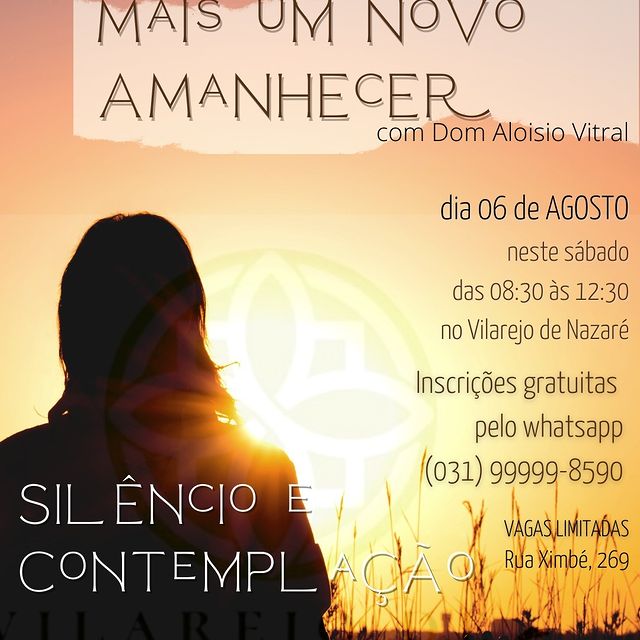 MAIS UM NOVO
AMANHECER
com Dom Aloisio Vitral
dia 06 de AGOSTO
neste sábado
das 08:30 às 12:30
no Vilarejo de Nazaré
Inscrições gratuitas
pelo whatsapp
(031) 99999-8590
SILÊNCIO E
CONTEMPLAÇÃO
VAGAS LIMITADAS
Rua Ximbé, 269
VILAREJO